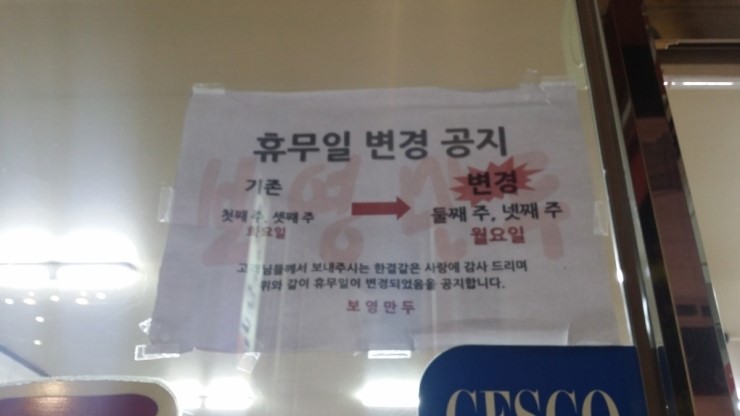 휴무일 변경 공지
기존
변경
첫째 주, 셋째 주
둘째 주, 넷째 주
화요일
월요일
고객님들께서 보내주시는 한결같은 사랑에 감사 드리며
위와 같이 휴무일이 변경되었음을 공지합니다.
보영만두
CESCO